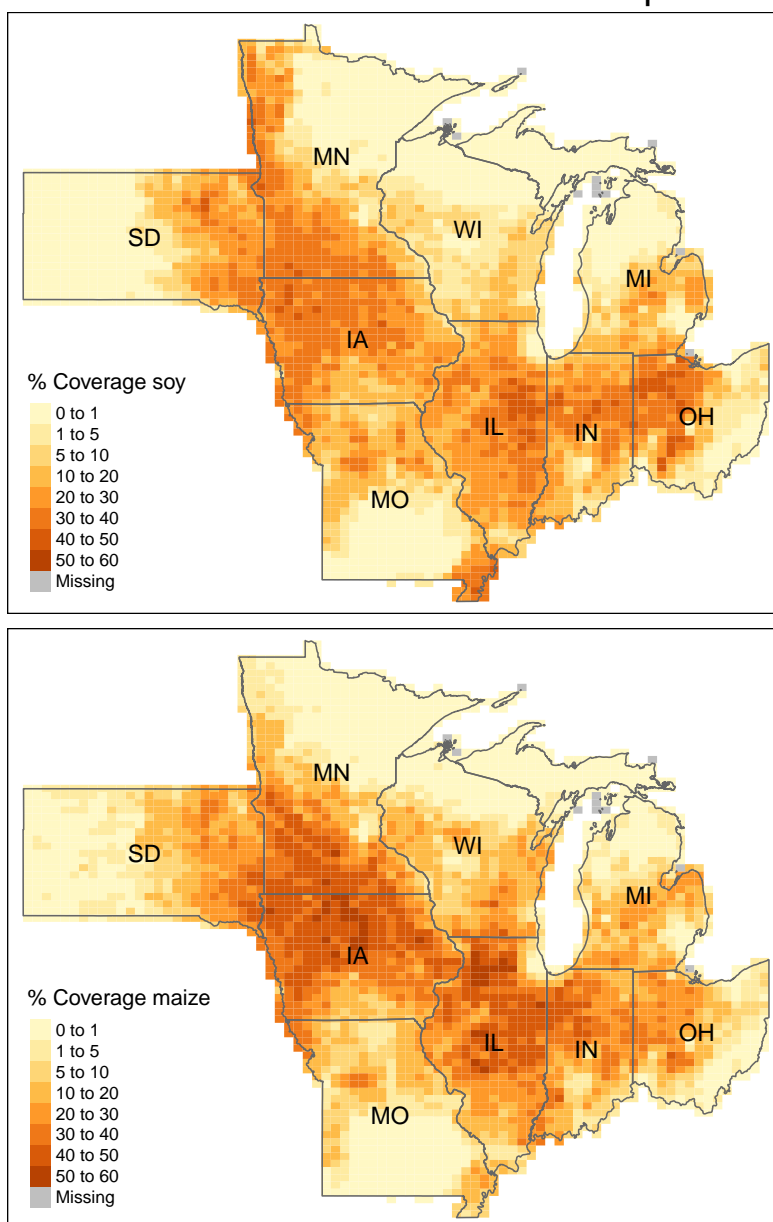 MN
SD
WI
MI
IA
IL
IN
OH
MO
% Coverage soy
0 to 1
1 to 5
5 to 10
10 to 20
20 to 30
30 to 40
40 to 50
50 to 60
Missing
MN
SD
WI
MI
IA
IL
IN
OH
MO
% Coverage maize
0 to 1
1 to 5
5 to 10
10 to 20
20 to 30
30 to 40
40 to 50
50 to 60
Missing